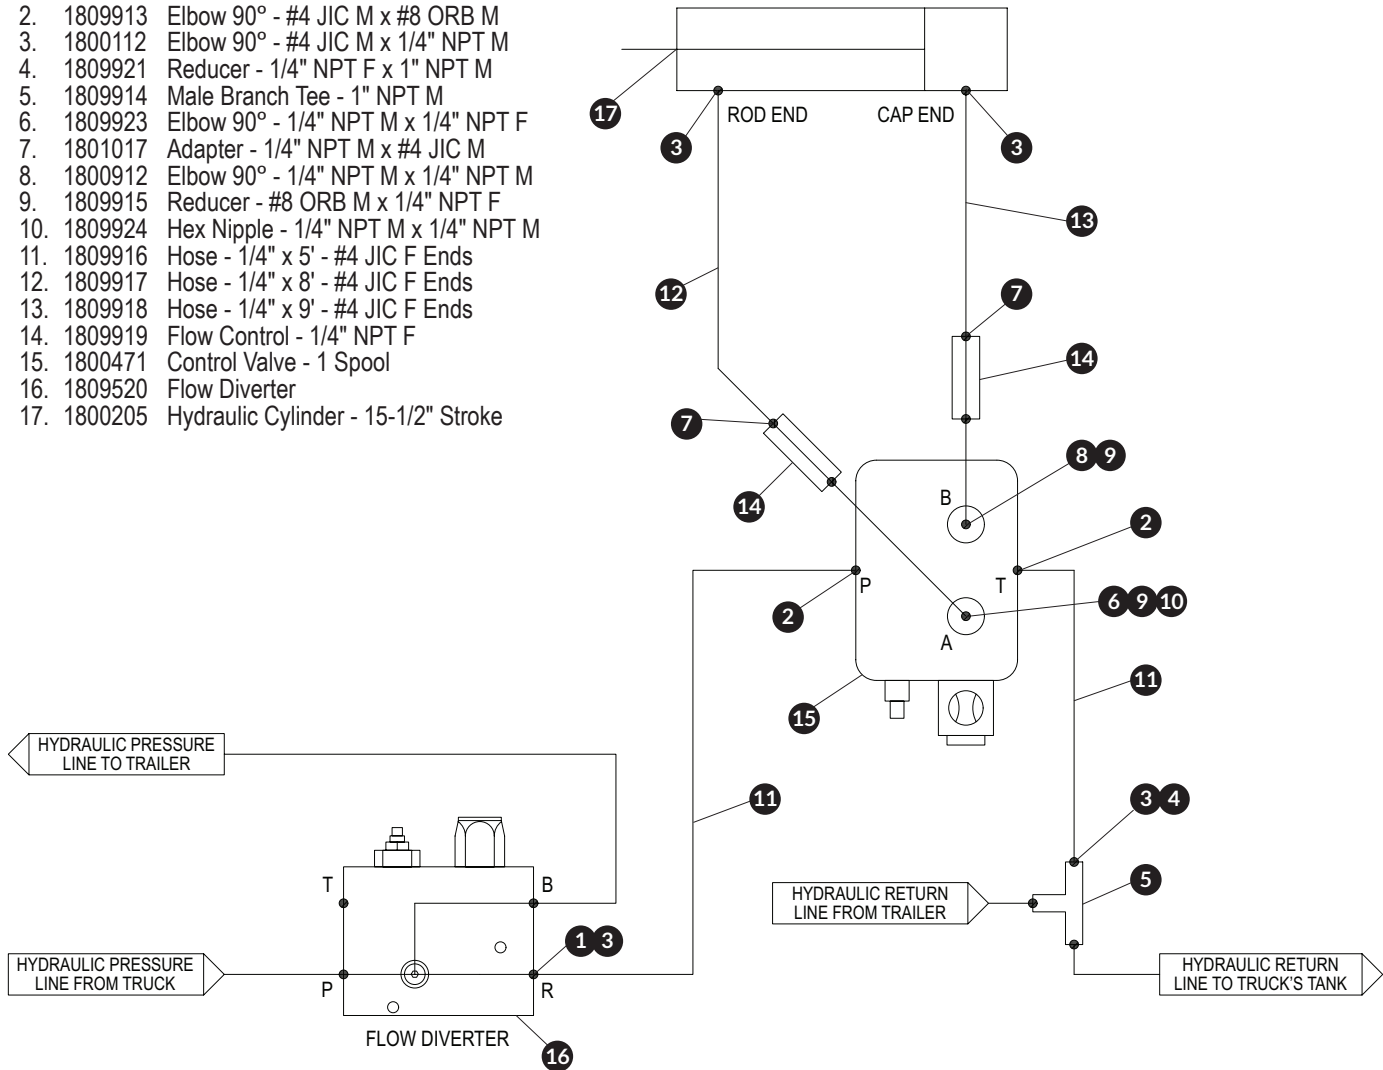 2. 1809913 Elbow 90° - #4 JIC M x #8 ORB M
3. 1800112 Elbow 90° - #4 JIC M x 1/4" NPT M
4. 1809921 Reducer - 1/4" NPT F x 1" NPT M
5. 1809914 Male Branch Tee - 1" NPT M
6. 1809923 Elbow 90° - 1/4" NPT M x 1/4" NPT F
7. 1801017 Adapter - 1/4" NPT M x #4 JIC M
8. 1800912 Elbow 90° - 1/4" NPT M x 1/4" NPT M
9. 1809915 Reducer - #8 ORB M x 1/4" NPT F
10. 1809924 Hex Nipple - 1/4" NPT M x 1/4" NPT M
11. 1809916 Hose - 1/4" x 5' - #4 JIC F Ends
12. 1809917 Hose - 1/4" x 8' - #4 JIC F Ends
13. 1809918 Hose - 1/4" x 9' - #4 JIC F Ends
14. 1809919 Flow Control - 1/4" NPT F
15. 1800471 Control Valve - 1 Spool
16. 1809520 Flow Diverter
17. 1800205 Hydraulic Cylinder - 15-1/2" Stroke
17
ROD END
CAP END
3
3
13
12
7
14
7
14
8 9
B
2
P
T
2
6 9 10
A
11
15
HYDRAULIC PRESSURE
LINE TO TRAILER
11
3 4
T
B
5
HYDRAULIC RETURN
LINE FROM TRAILER
1 3
HYDRAULIC PRESSURE
LINE FROM TRUCK
P
R
HYDRAULIC RETURN
LINE TO TRUCK'S TANK
FLOW DIVERTER
16